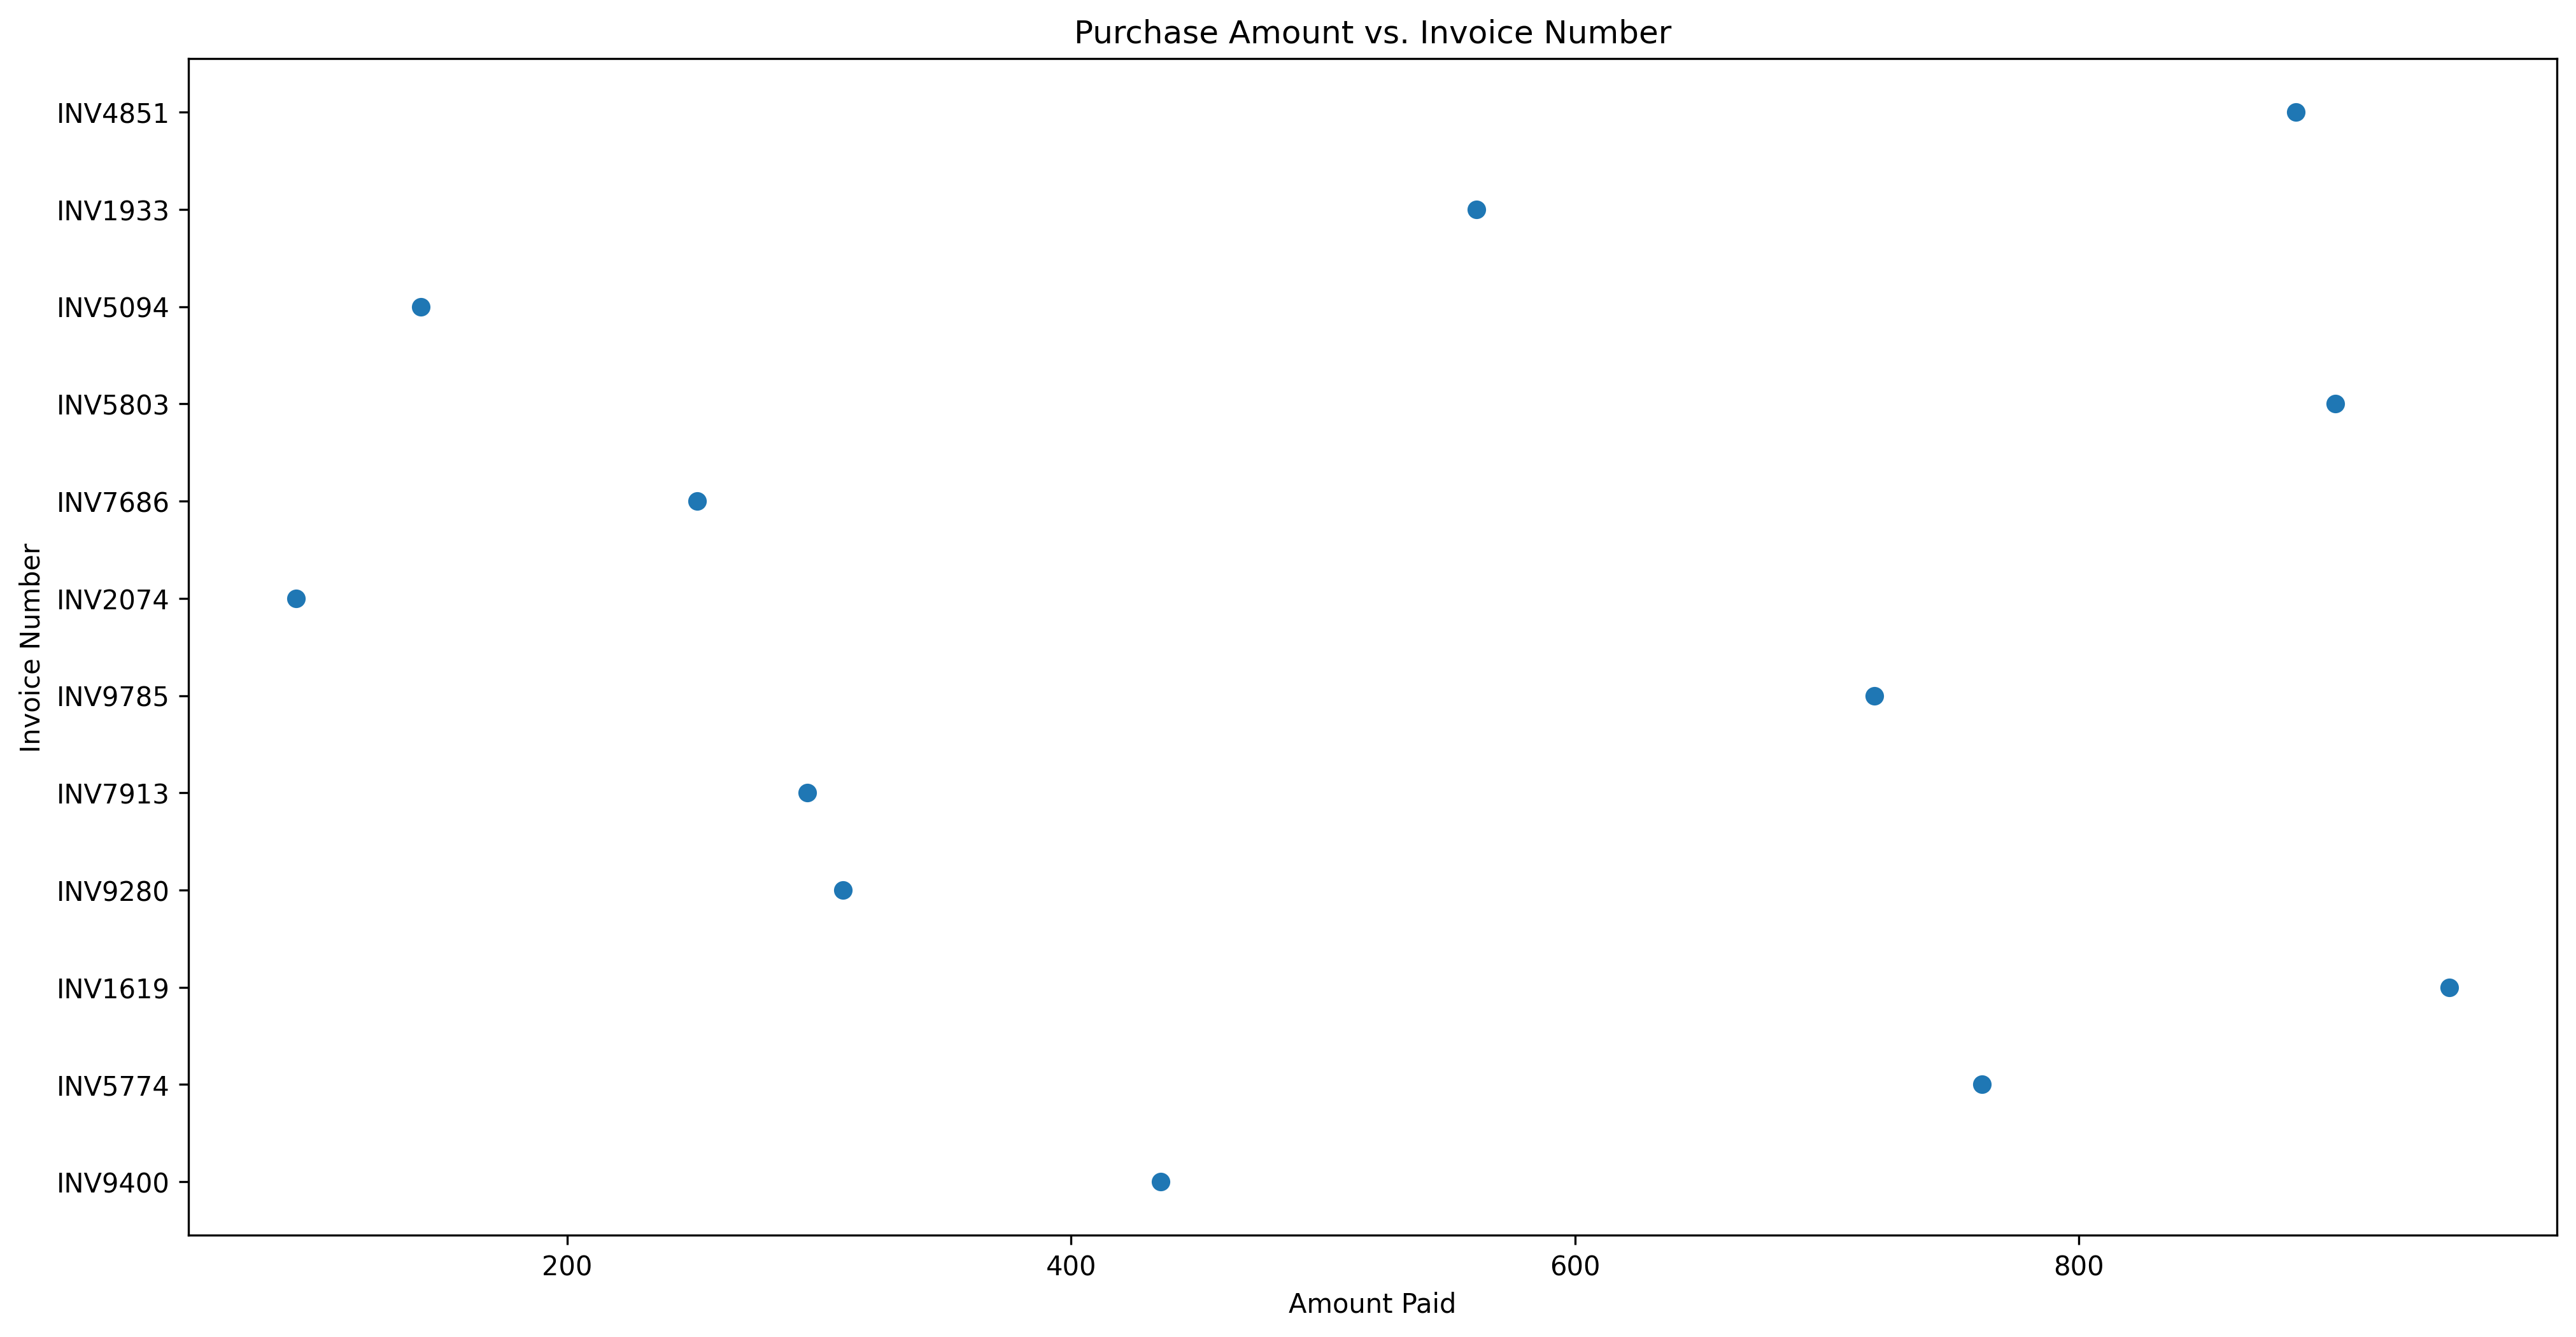 Purchase Amount vs. Invoice Number
INV4851
INV1933
INV5094
INV5803
INV7686
INV2074
INV9785
INV7913
INV9280
INV1619
INV5774
INV9400
Invoice Number
200 400 600 800
Amount Paid